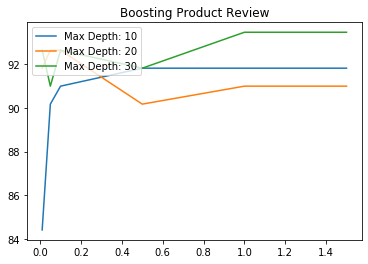 Boosting Product Review
Max Depth: 10
Max Depth: 20
Max Depth: 30
92
90
88
86
84
0.0 0.2 0.4 0.6 0.8 1.0 1.2 1.4